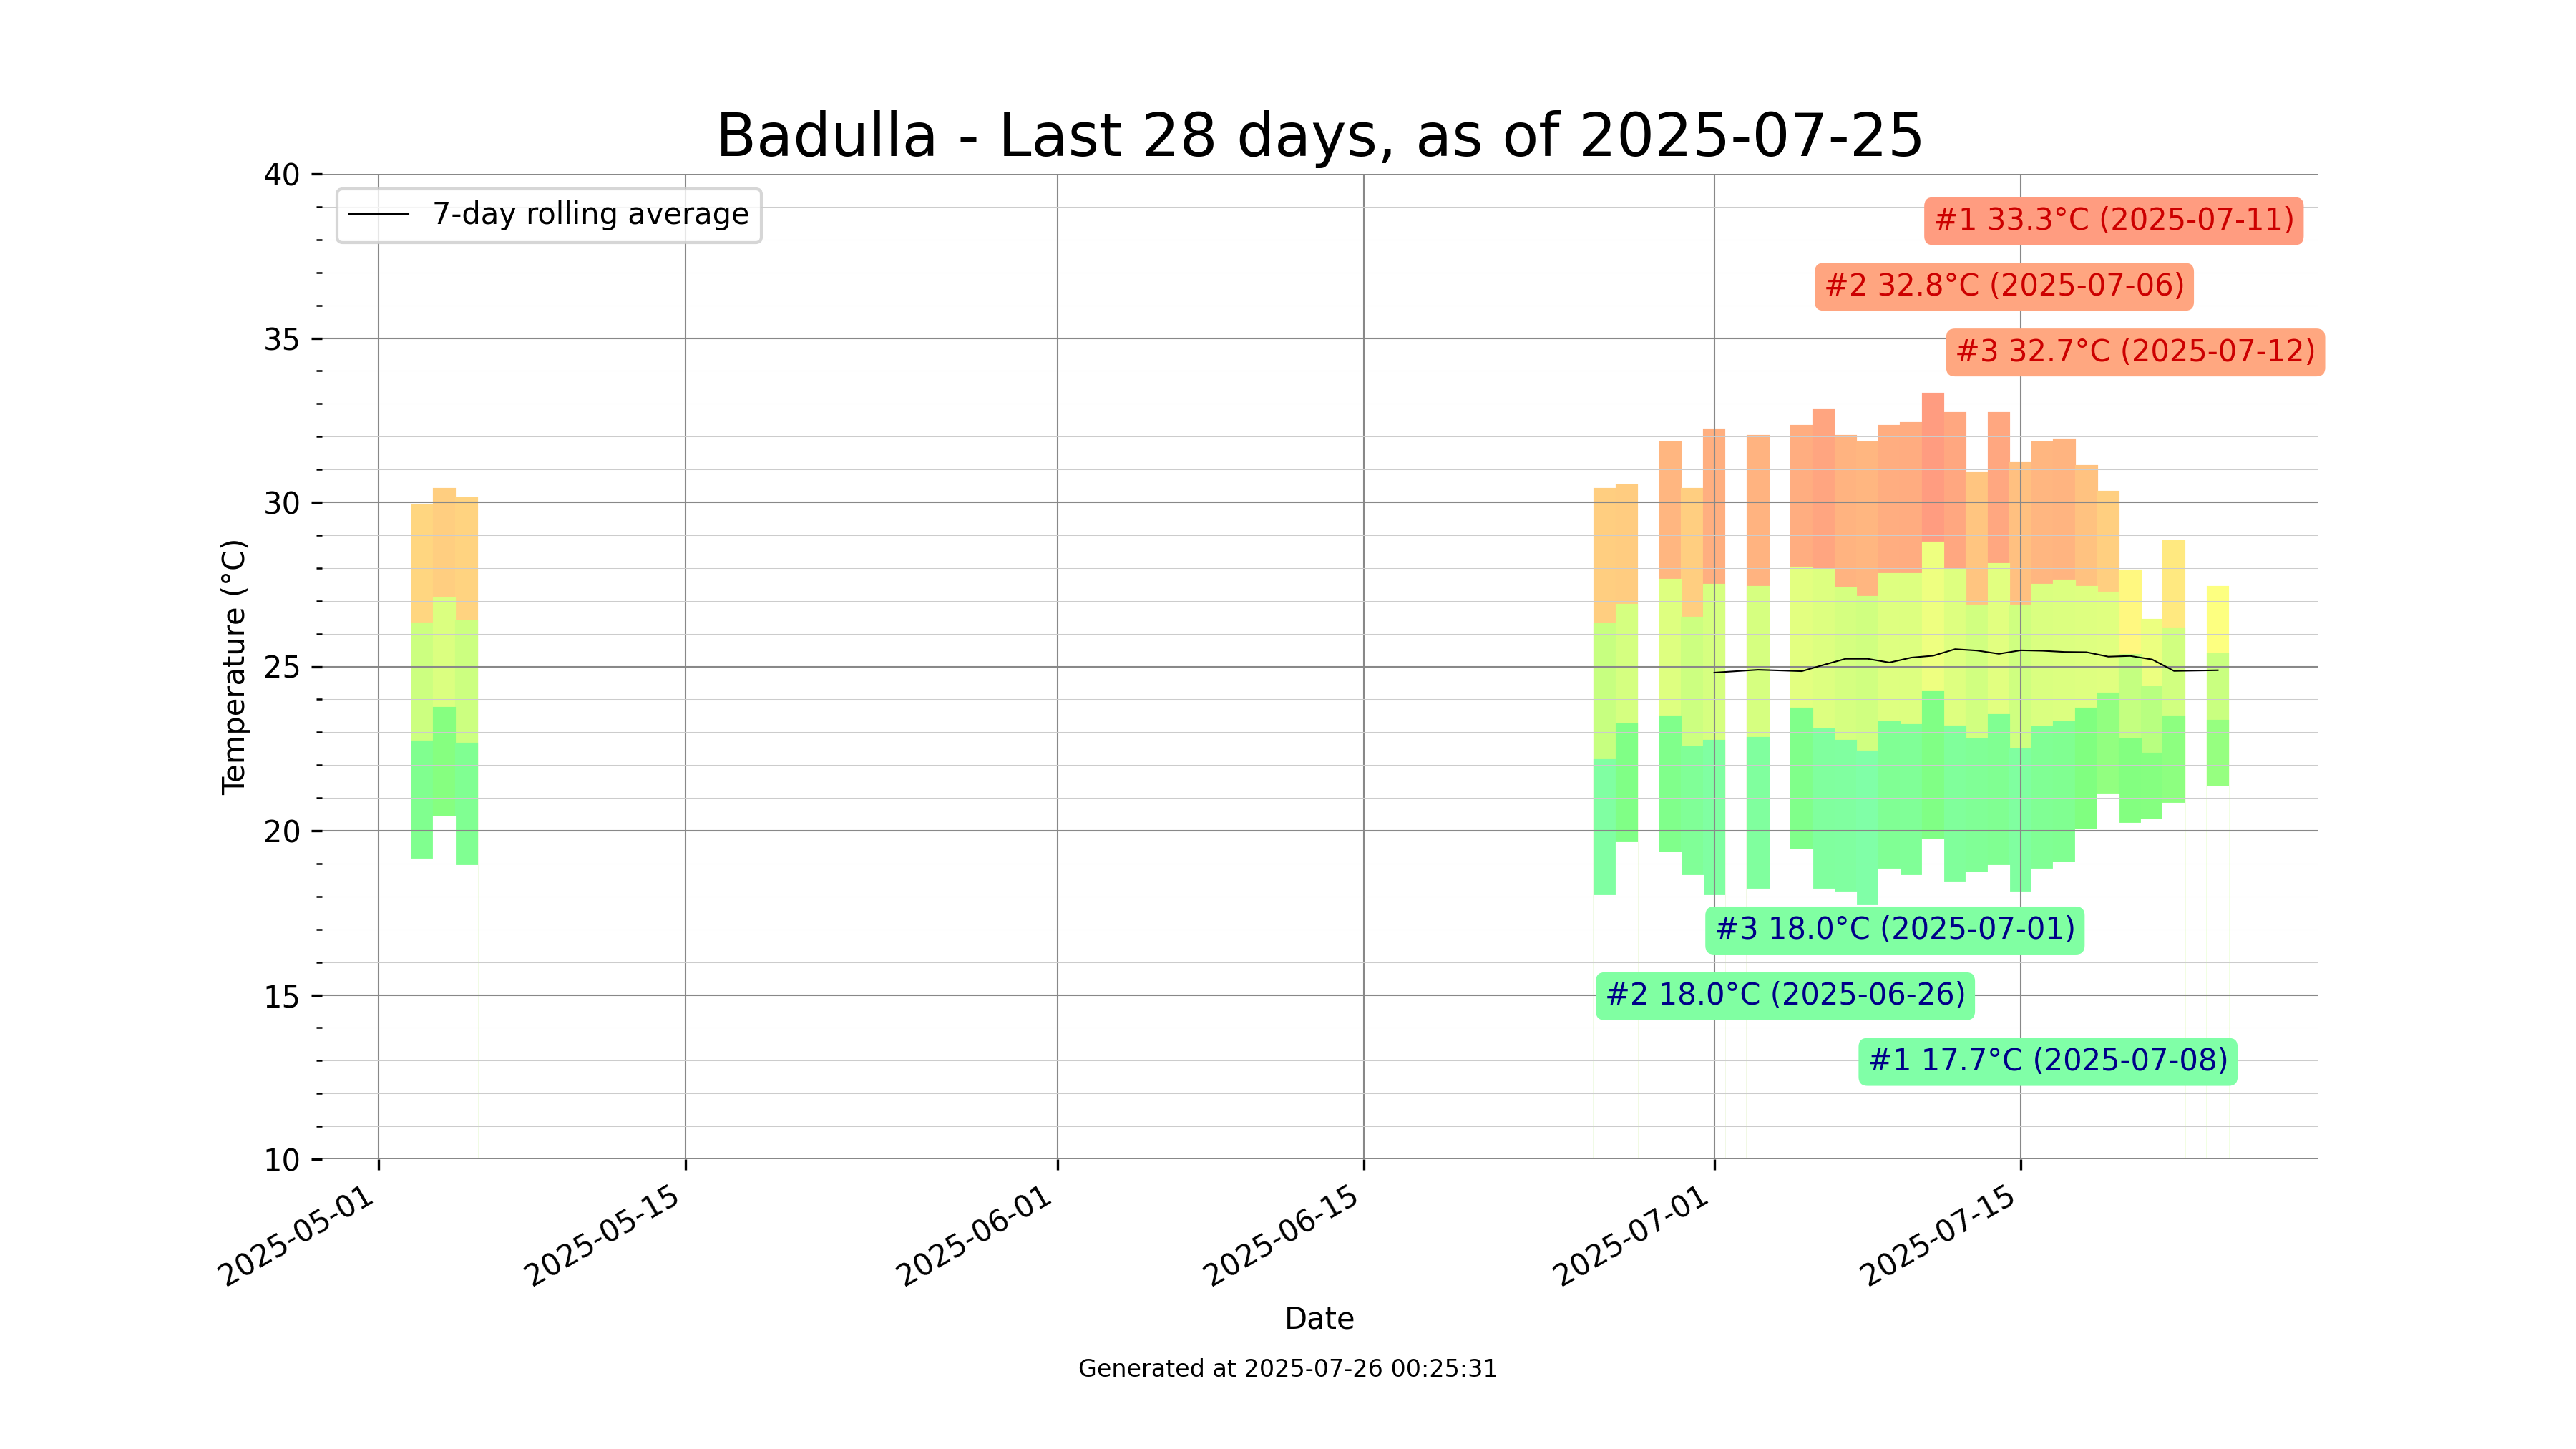 Badulla - Last 28 days, as of 2025-07-25
7-day rolling average
#1 33.3°C (2025-07-11)
#2 32.8°C (2025-07-06)
#3 32.7°C (2025-07-12)
40
35
30
25
20
15
10
Temperature (°C)
#3 18.0°C (2025-07-01)
#2 18.0°C (2025-06-26)
#1 17.7°C (2025-07-08)
2025-05-01
2025-05-15
2025-06-01
2025-06-15
2025-07-01
2025-07-15
Date
Generated at 2025-07-26 00:25:31